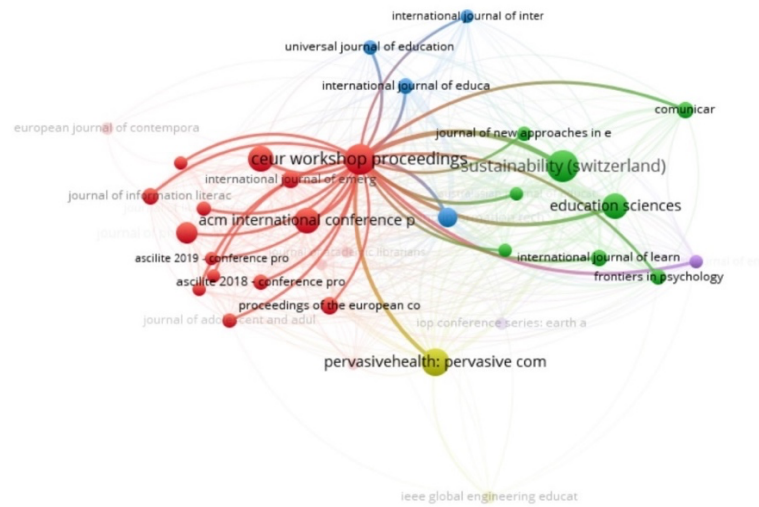 international journal of inter
universal journal of education
international journal of educa
comunicar
european journal of contempora
journal of new approaches in e
ceur workshop proceedings
sustainability (switzerland)
international journal of emerg
journal of information literac
education sciences
acm international conference p
ascilite 2019 - conference pro
international journal of learn
ascilite 2018 - conference pro
frontiers in psychology
proceedings of the european co
journal of adolescent and adul
iop conference series: earth a
pervasivehealth: pervasive com
ieee global engineering educat